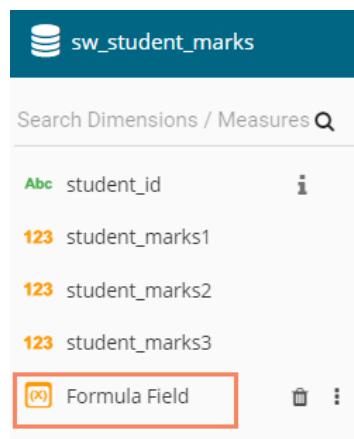 sw_student_marks
Search Dimensions / Measures
Abc student_id
123 student_marks1
123 student_marks2
123 student_marks3
(x) Formula Field